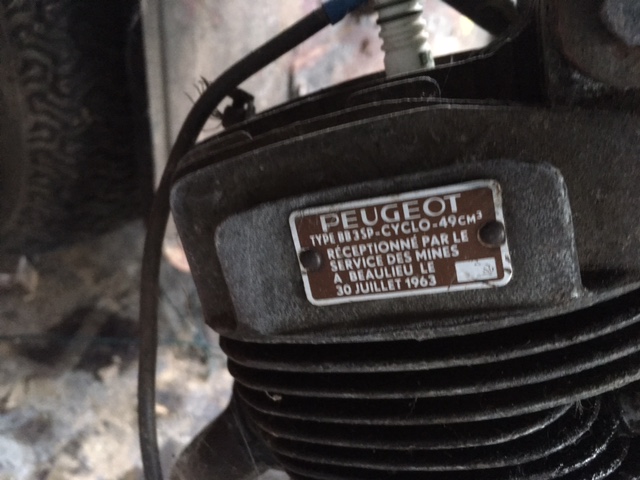 PEUGEOT
TYPE BB3SP-CYCLO-49CM³
RÉCEPTIONNÉ PAR LE
SERVICE DES MINES
A BEAULIEU LE
30 JUILLET 1963